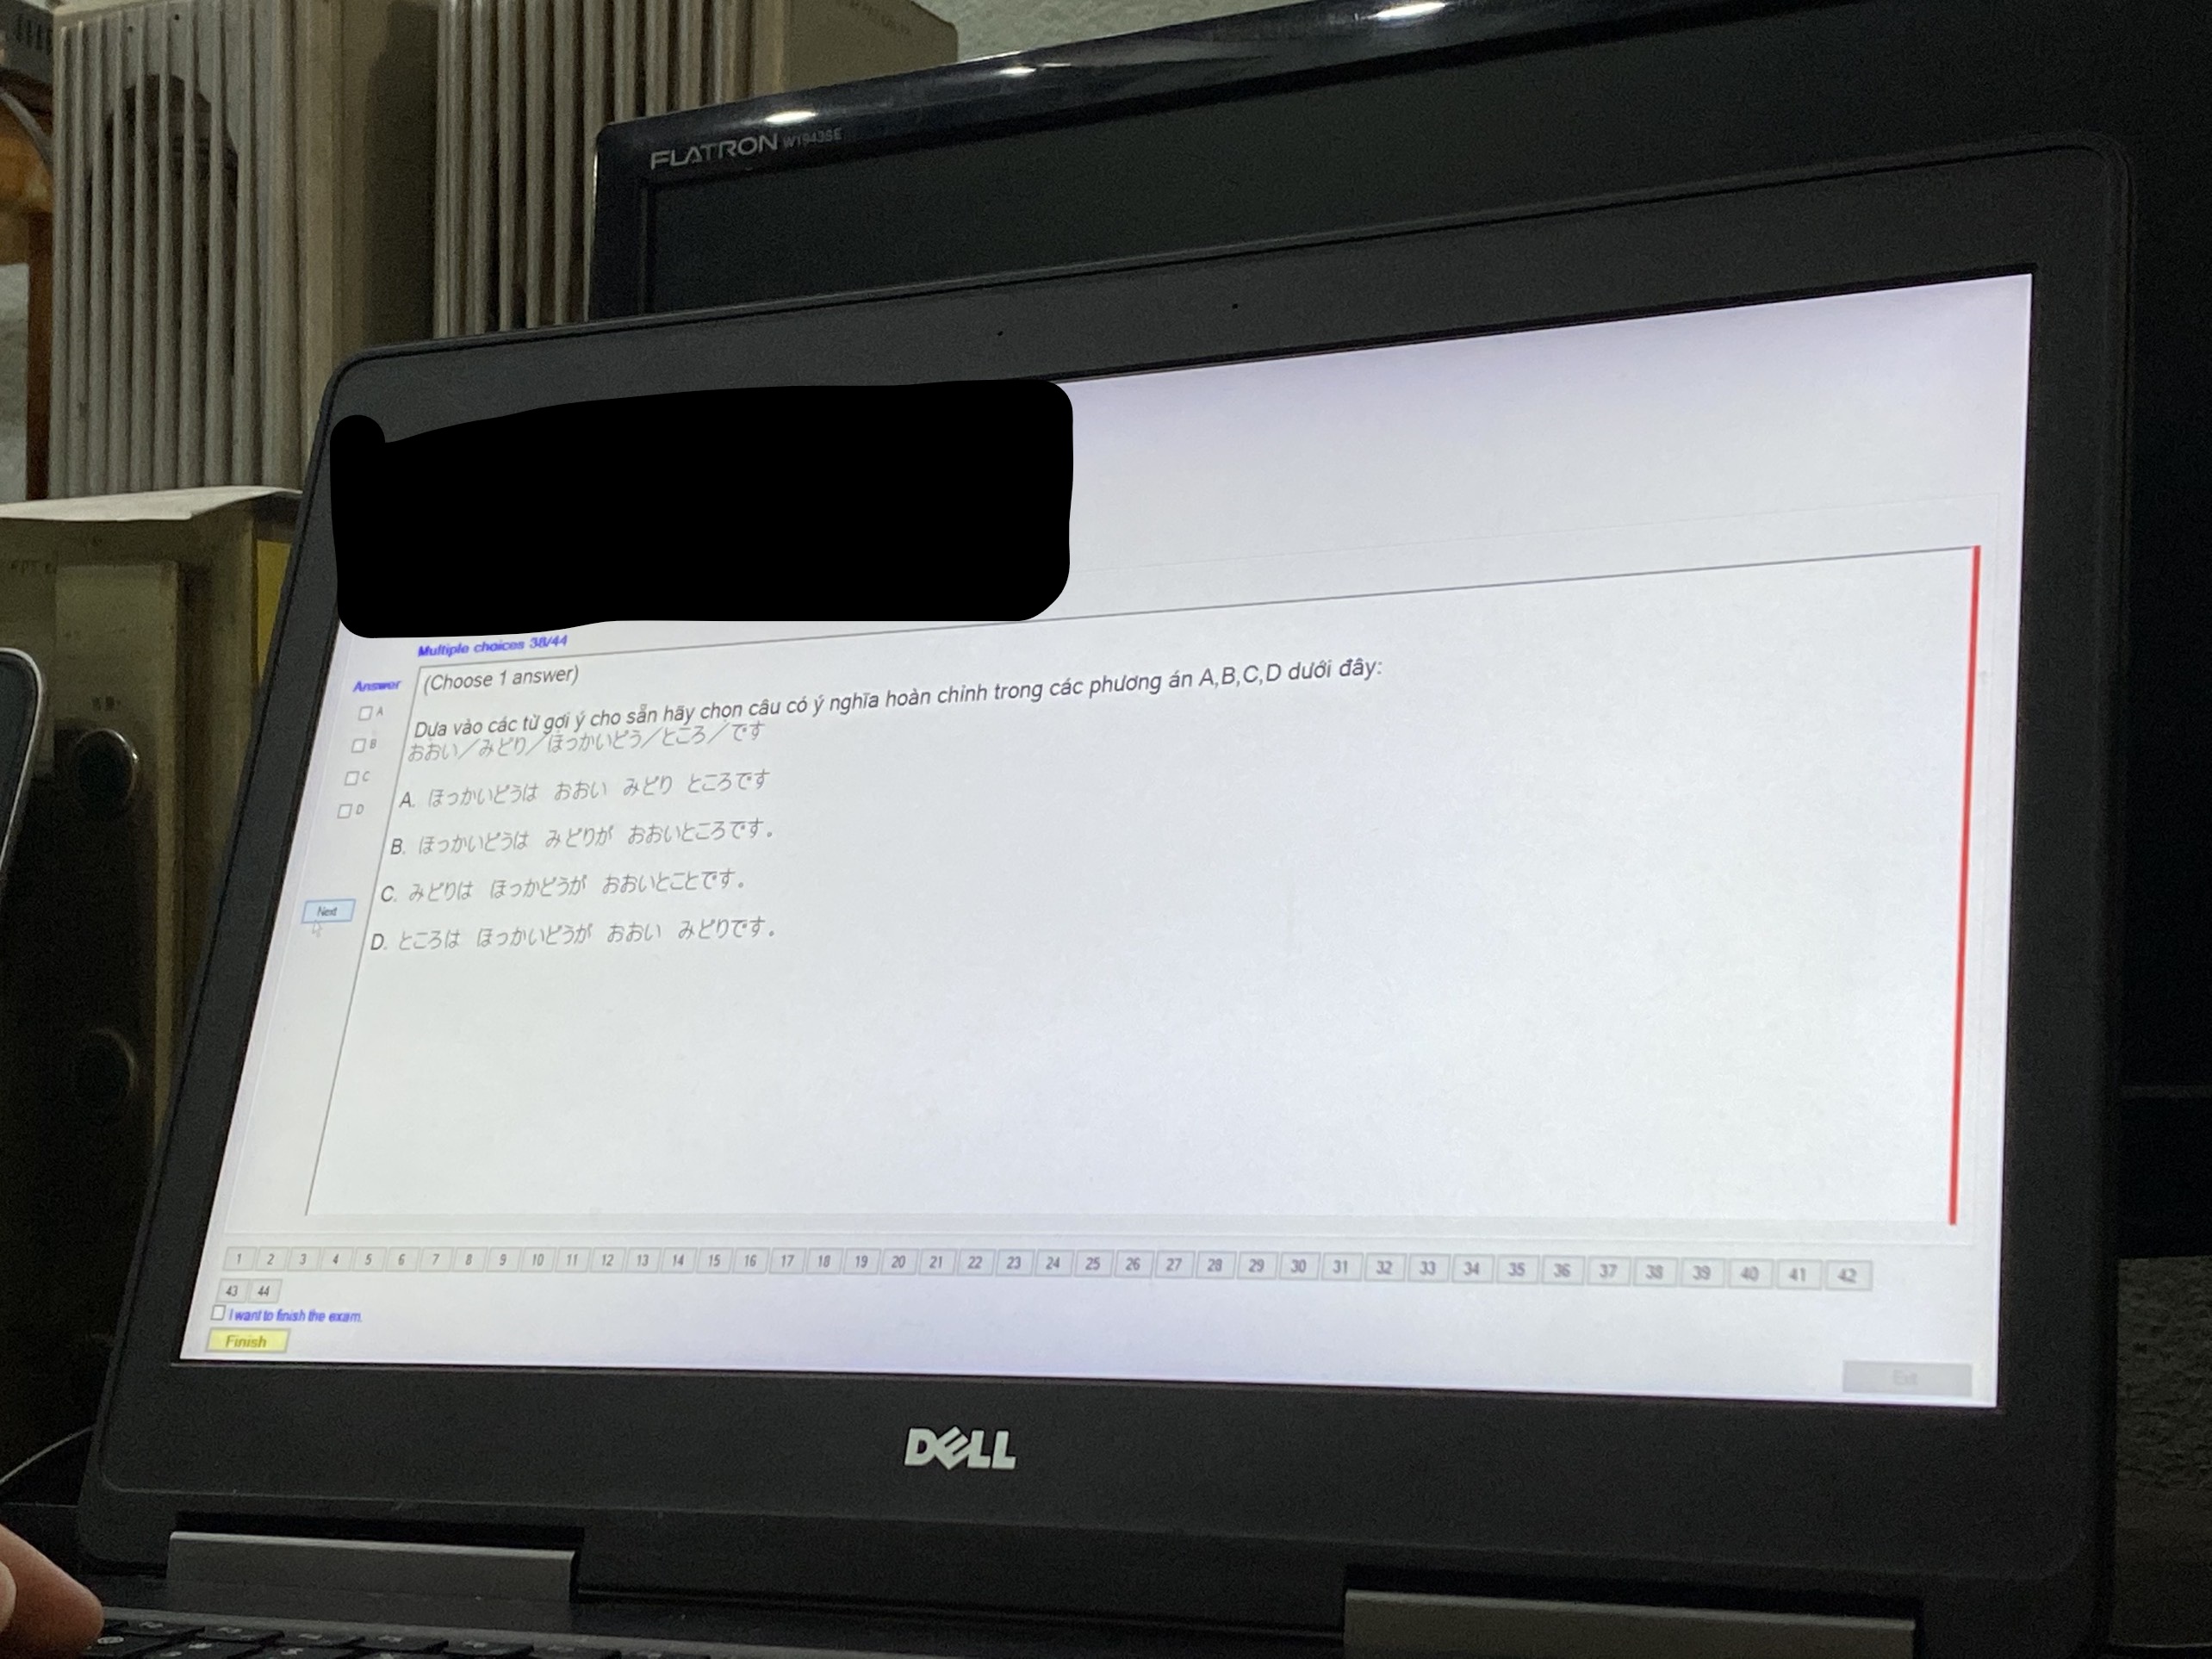 FLATRON W1943SE
Multiple choices 38/44
Answer
(Choose 1 answer)
A
B
C
D
Dựa vào các từ gợi ý cho sẵn hãy chọn câu có ý nghĩa hoàn chỉnh trong các phương án A,B,C,D dưới đây:
おおい／みどり／ほっかいどう／ところ／です
A. ほっかいどうは おおい みどり ところです
B. ほっかいどうは みどりが おおいところです。
C. みどりは ほっかどうが おおいとことです。
D. ところは ほっかいどうが おおい みどりです。
Next
1 2 3 4 5 6 7 8 9 10 11 12 13 14 15 16 17 18 19 20 21 22 23 24 25 26 27 28 29 30 31 32 33 34 35 36 37 38 39 40 41 42
43 44
I want to finish the exam.
Finish
Exit
DELL